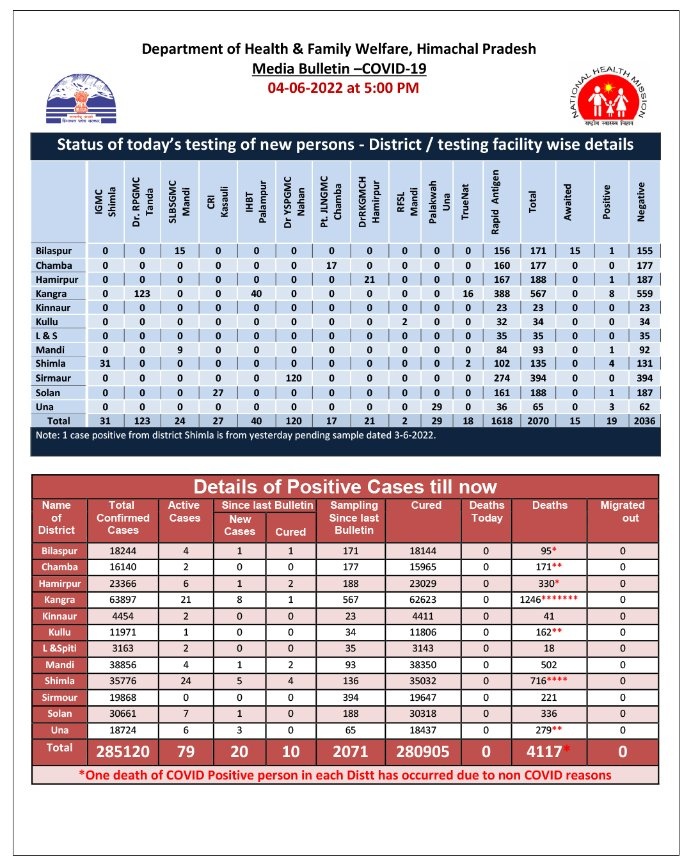 Department of Health & Family Welfare, Himachal Pradesh
Media Bulletin –COVID-19
04-06-2022 at 5:00 PM
NATIONAL HEALTH MISSION
राष्ट्रीय स्वास्थ्य मिशन
Status of today's testing of new persons - District / testing facility wise details
IGMC Shimla Dr. RPGMC Tanda SLBSGMC Mandi CRI Kasauli IHBT Palampur Dr YSPGMC Nahan Pt. JLNGMC Chamba DrRKGMCH Hamirpur RFSL Mandi Palakwah Una TrueNat Rapid Antigen Total Awaited Positive Negative
Bilaspur 0 0 15 0 0 0 0 0 0 0 0 156 171 15 1 155
Chamba 0 0 0 0 0 0 17 0 0 0 0 160 177 0 0 177
Hamirpur 0 0 0 0 0 0 0 21 0 0 0 167 188 0 1 187
Kangra 0 123 0 0 40 0 0 0 0 0 16 388 567 0 8 559
Kinnaur 0 0 0 0 0 0 0 0 0 0 0 23 23 0 0 23
Kullu 0 0 0 0 0 0 0 0 2 0 0 32 34 0 0 34
L & S 0 0 0 0 0 0 0 0 0 0 0 35 35 0 0 35
Mandi 0 0 9 0 0 0 0 0 0 0 0 84 93 0 1 92
Shimla 31 0 0 0 0 0 0 0 0 0 2 102 135 0 4 131
Sirmaur 0 0 0 0 0 120 0 0 0 0 0 274 394 0 0 394
Solan 0 0 0 27 0 0 0 0 0 0 0 161 188 0 1 187
Una 0 0 0 0 0 0 0 0 0 29 0 36 65 0 3 62
Total 31 123 24 27 40 120 17 21 2 29 18 1618 2070 15 19 2036
Note: 1 case positive from district Shimla is from yesterday pending sample dated 3-6-2022.
Details of Positive Cases till now
Name of District Total Confirmed Cases Active Cases Since last Bulletin New Cases Cured Sampling Since last Bulletin Cured Deaths Today Deaths Migrated out
Bilaspur 18244 4 1 1 171 18144 0 95* 0
Chamba 16140 2 0 0 177 15965 0 171** 0
Hamirpur 23366 6 1 2 188 23029 0 330* 0
Kangra 63897 21 8 1 567 62623 0 1246******* 0
Kinnaur 4454 2 0 0 23 4411 0 41 0
Kullu 11971 1 0 0 34 11806 0 162** 0
L &Spiti 3163 2 0 0 35 3143 0 18 0
Mandi 38856 4 1 2 93 38350 0 502 0
Shimla 35776 24 5 4 136 35032 0 716**** 0
Sirmour 19868 0 0 0 394 19647 0 221 0
Solan 30661 7 1 0 188 30318 0 336 0
Una 18724 6 3 0 65 18437 0 279** 0
Total 285120 79 20 10 2071 280905 0 4117* 0
*One death of COVID Positive person in each Distt has occurred due to non COVID reasons